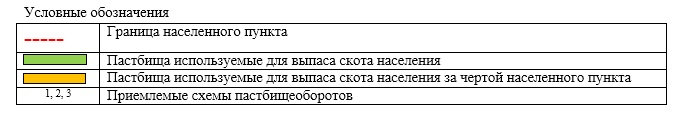 Условные обозначения
Граница населенного пункта
Пастбища используемые для выпаса скота населения
Пастбища используемые для выпаса скота населения за чертой населенного пункта
1, 2, 3 Приемлемые схемы пастбищеоборотов